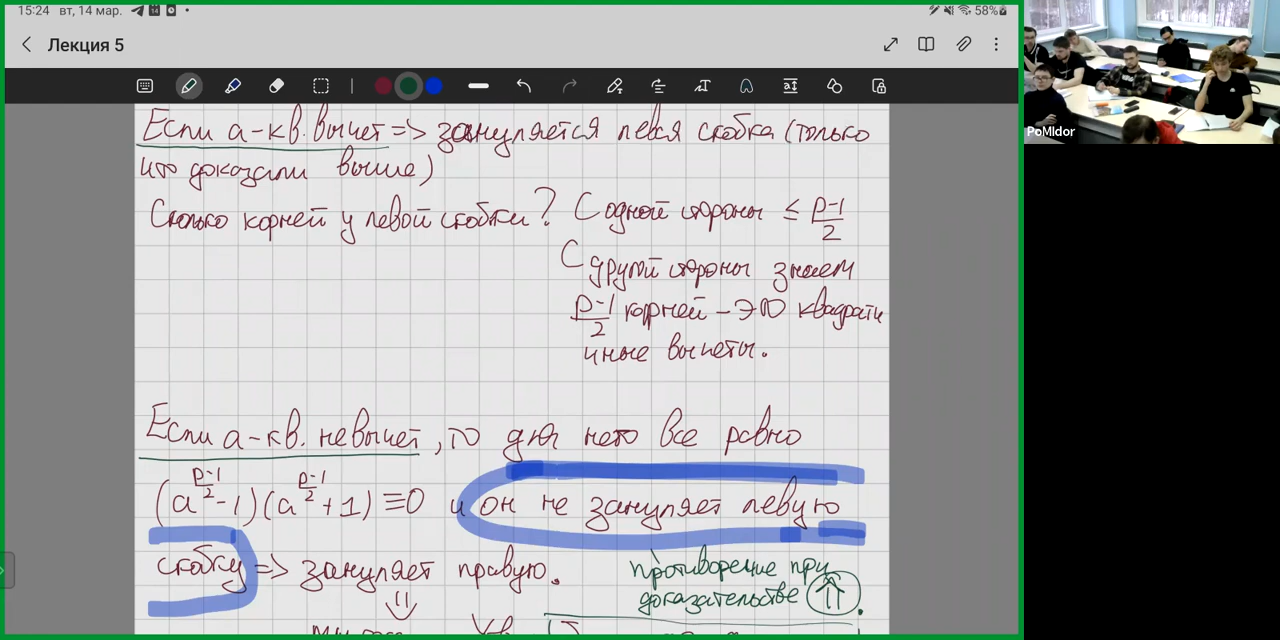 15:24 вт, 14 мар.
58%
Лекция 5
PoMIdor
Если a-кв. вычет => зануляется левая скобка (только
что доказали выше)
Сколько корней у левой скобки? С одной стороны ≤ p-1/2
С другой стороны знаем
p-1/2 корней - это квадрати
чные вычеты.
Если a-кв. невычет, то для него все равно
(a^(p-1/2) -1)(a^(p-1/2) +1) ≡0 и он не зануляет левую
скобку => зануляет правую.
противоречие при
доказательстве ⇑.